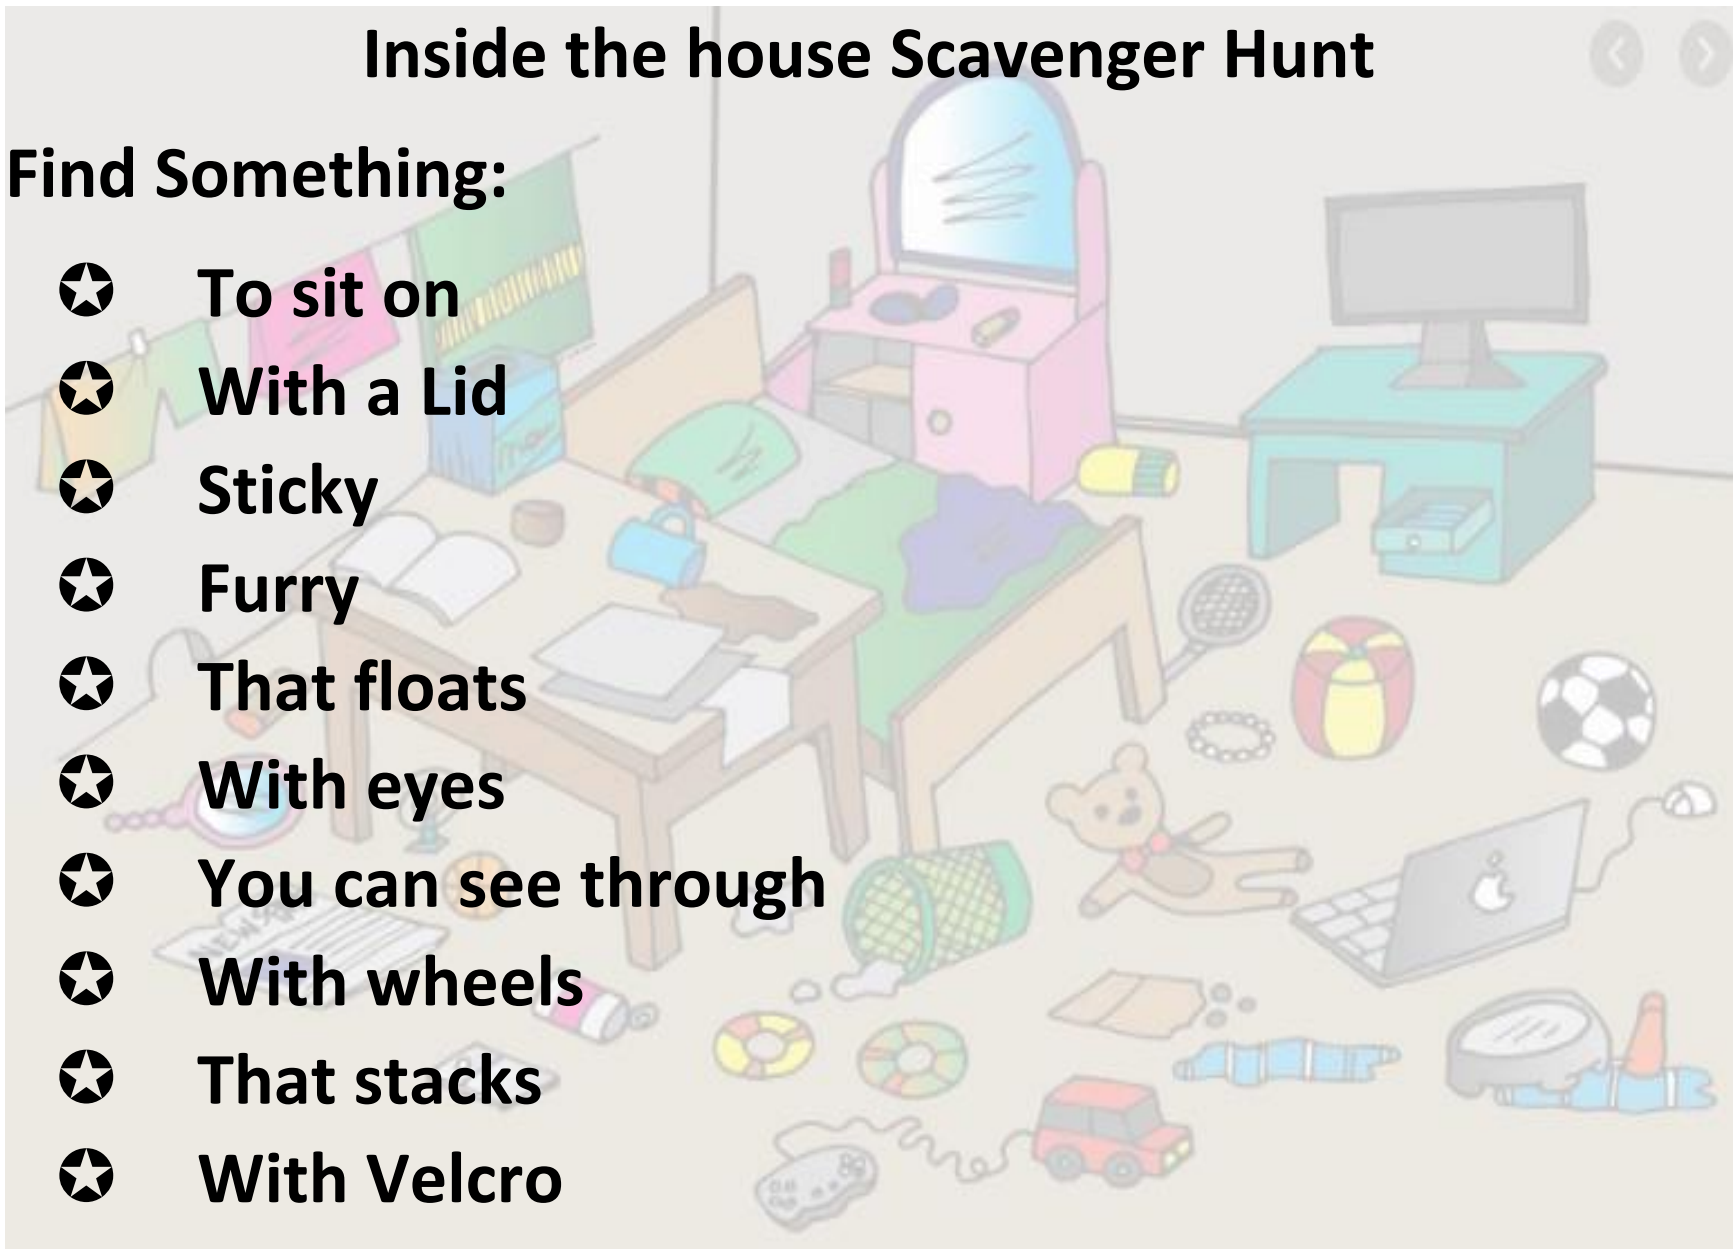 Inside the house Scavenger Hunt
Find Something:
✪ To sit on
✪ With a Lid
✪ Sticky
✪ Furry
✪ That floats
✪ With eyes
✪ You can see through
✪ With wheels
✪ That stacks
✪ With Velcro